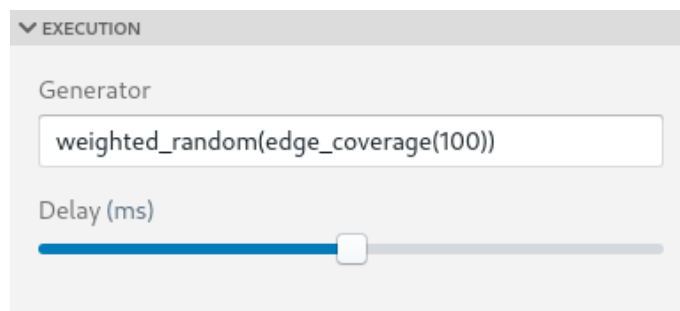 EXECUTION
Generator
weighted_random(edge_coverage(100))
Delay (ms)